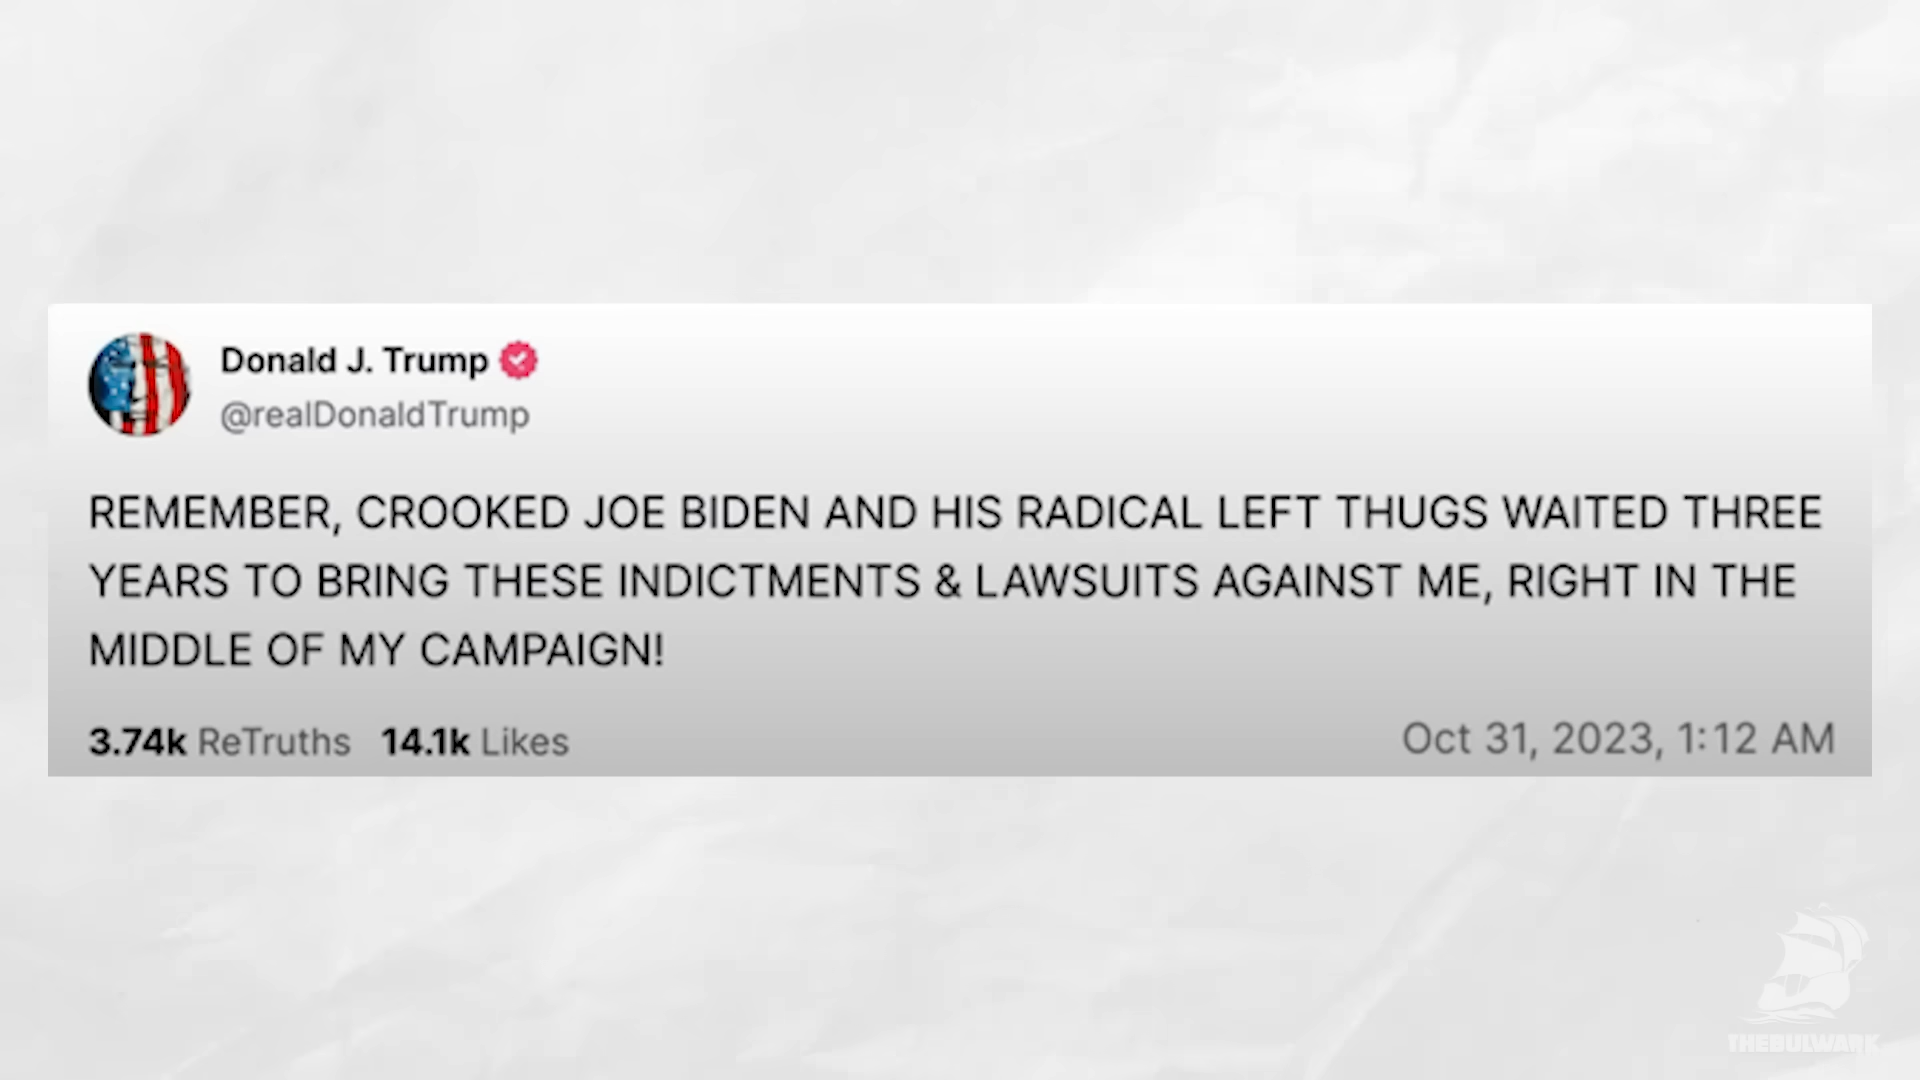 Donald J. Trump
@realDonaldTrump
REMEMBER, CROOKED JOE BIDEN AND HIS RADICAL LEFT THUGS WAITED THREE
YEARS TO BRING THESE INDICTMENTS & LAWSUITS AGAINST ME, RIGHT IN THE
MIDDLE OF MY CAMPAIGN!
3.74k ReTruths 14.1k Likes
Oct 31, 2023, 1:12 AM
THE BULWARK